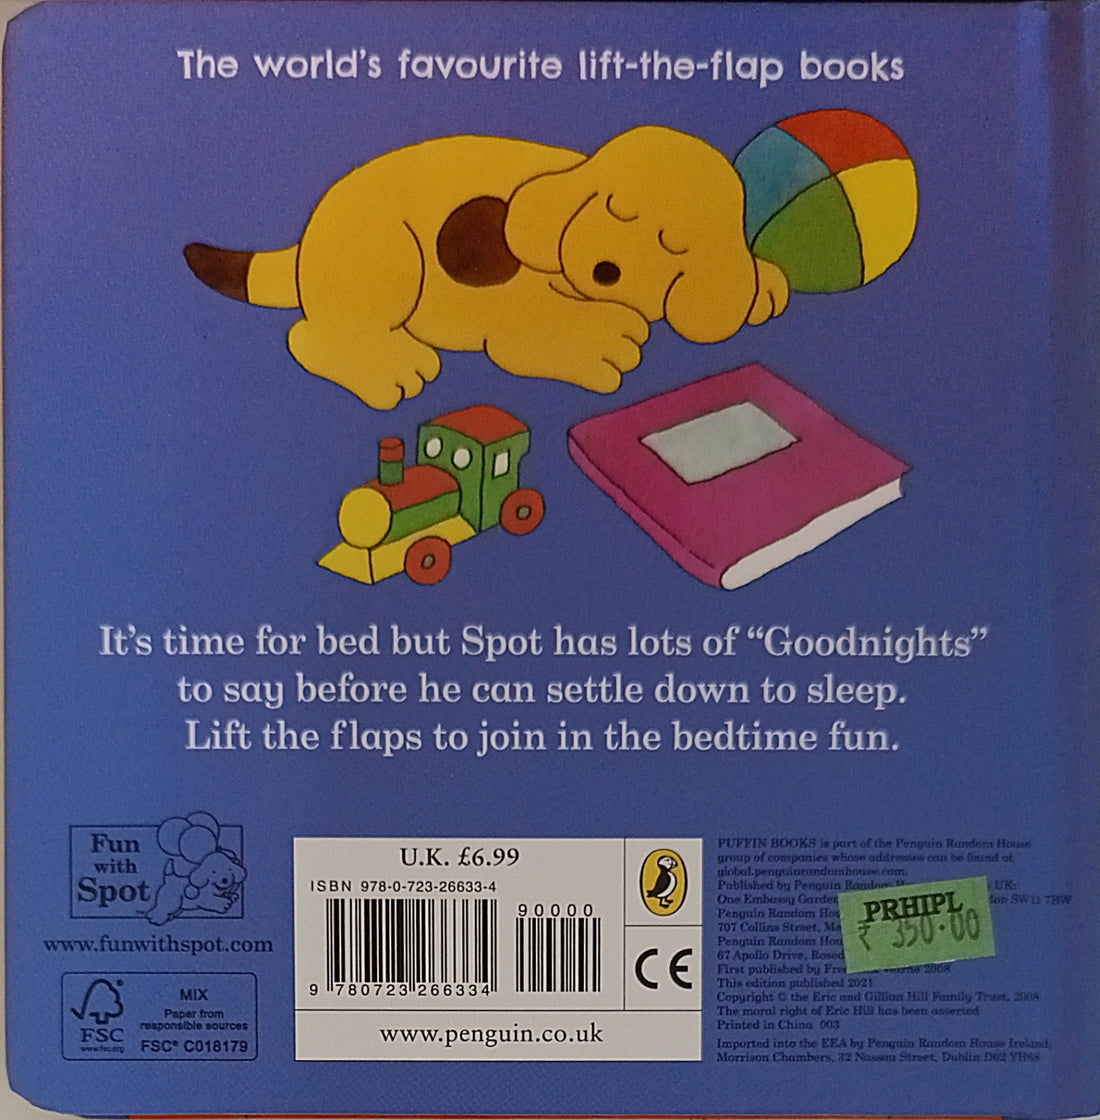 The world's favourite lift-the-flap books
It's time for bed but Spot has lots of “Goodnights”
to say before he can settle down to sleep.
Lift the flaps to join in the bedtime fun.
Fun
with
Spot™
www.funwithspot.com
FSC
www.fsc.org
MIX
Paper from
responsible sources
FSC® C018179
U.K. £6.99
ISBN 978-0-723-26633-4
90000
9 780723 266334
CE
www.penguin.co.uk
PUFFIN BOOKS is part of the Penguin Random House
group of companies whose addresses can be found at
global.penguinrandomhouse.com.
Published by Penguin Random UK:
One Embassy SW11 7BW
Penguin Random
707 Collins Street,
Penguin Random
67 Apollo Drive,
First published by 2008
This edition published 2021
Copyright © the Eric and Gillian Hill Family Trust, 2008
The moral right of Eric Hill has been asserted
Printed in China 003
Imported into the EEA by Penguin Random House Ireland,
Morrison Chambers, 32 Nassau Street, Dublin D02 YH68
PRHIPL
₹ 350.00